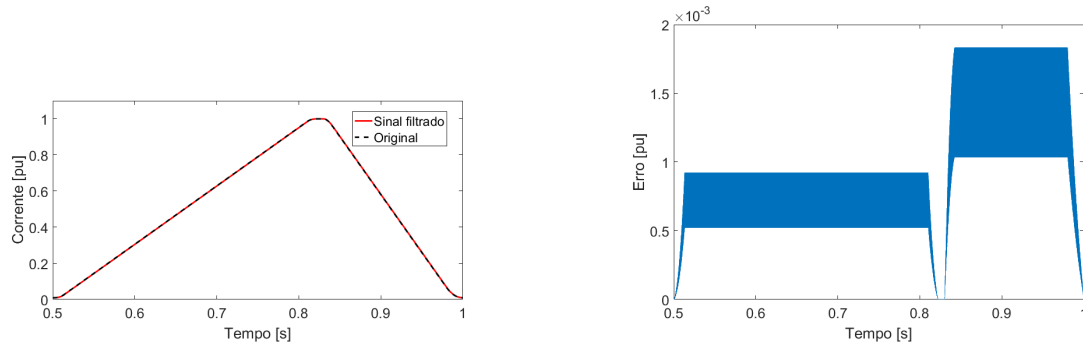 1
0.8
0.6
0.4
0.2
0
Corrente [pu]
Sinal filtrado
Original
0.5 0.6 0.7 0.8 0.9 1
Tempo [s]
2 ×10-3
1.5
1
0.5
0
Erro [pu]
0.5 0.6 0.7 0.8 0.9 1
Tempo [s]